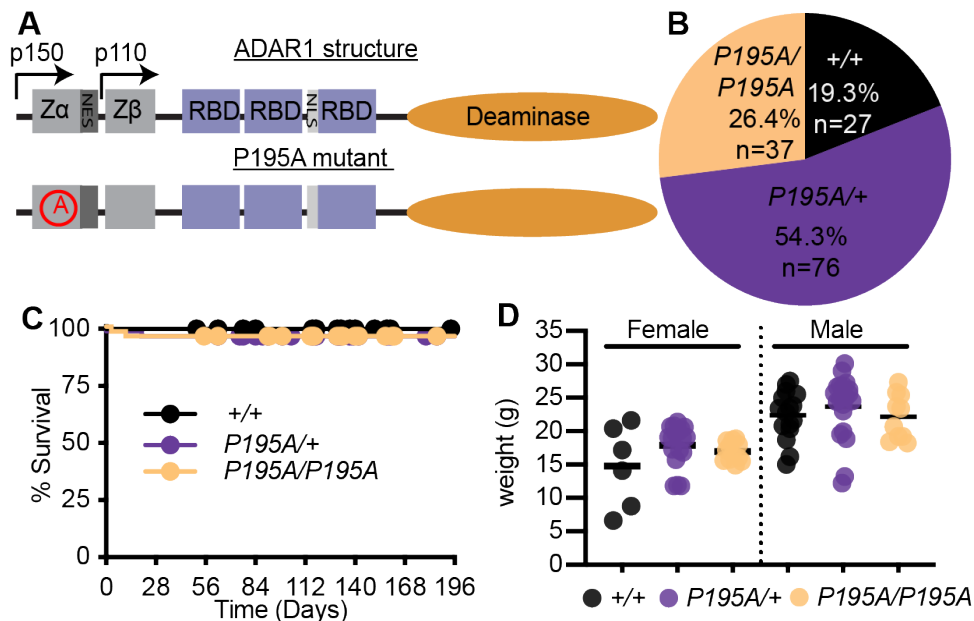 A
p150
p110
ADAR1 structure
Zα
NES
Zβ
RBD
RBD
NLS
RBD
Deaminase
P195A mutant
A
B
P195A/
P195A
26.4%
n=37
+/+
19.3%
n=27
P195A/+
54.3%
n=76
C
% Survival
100
75
50
25
0
+/+
P195A/+
P195A/P195A
0 28 56 84 112 140 168 196
Time (Days)
D
Female
Male
weight (g)
35
30
25
20
15
10
5
0
+/+ P195A/+ P195A/P195A